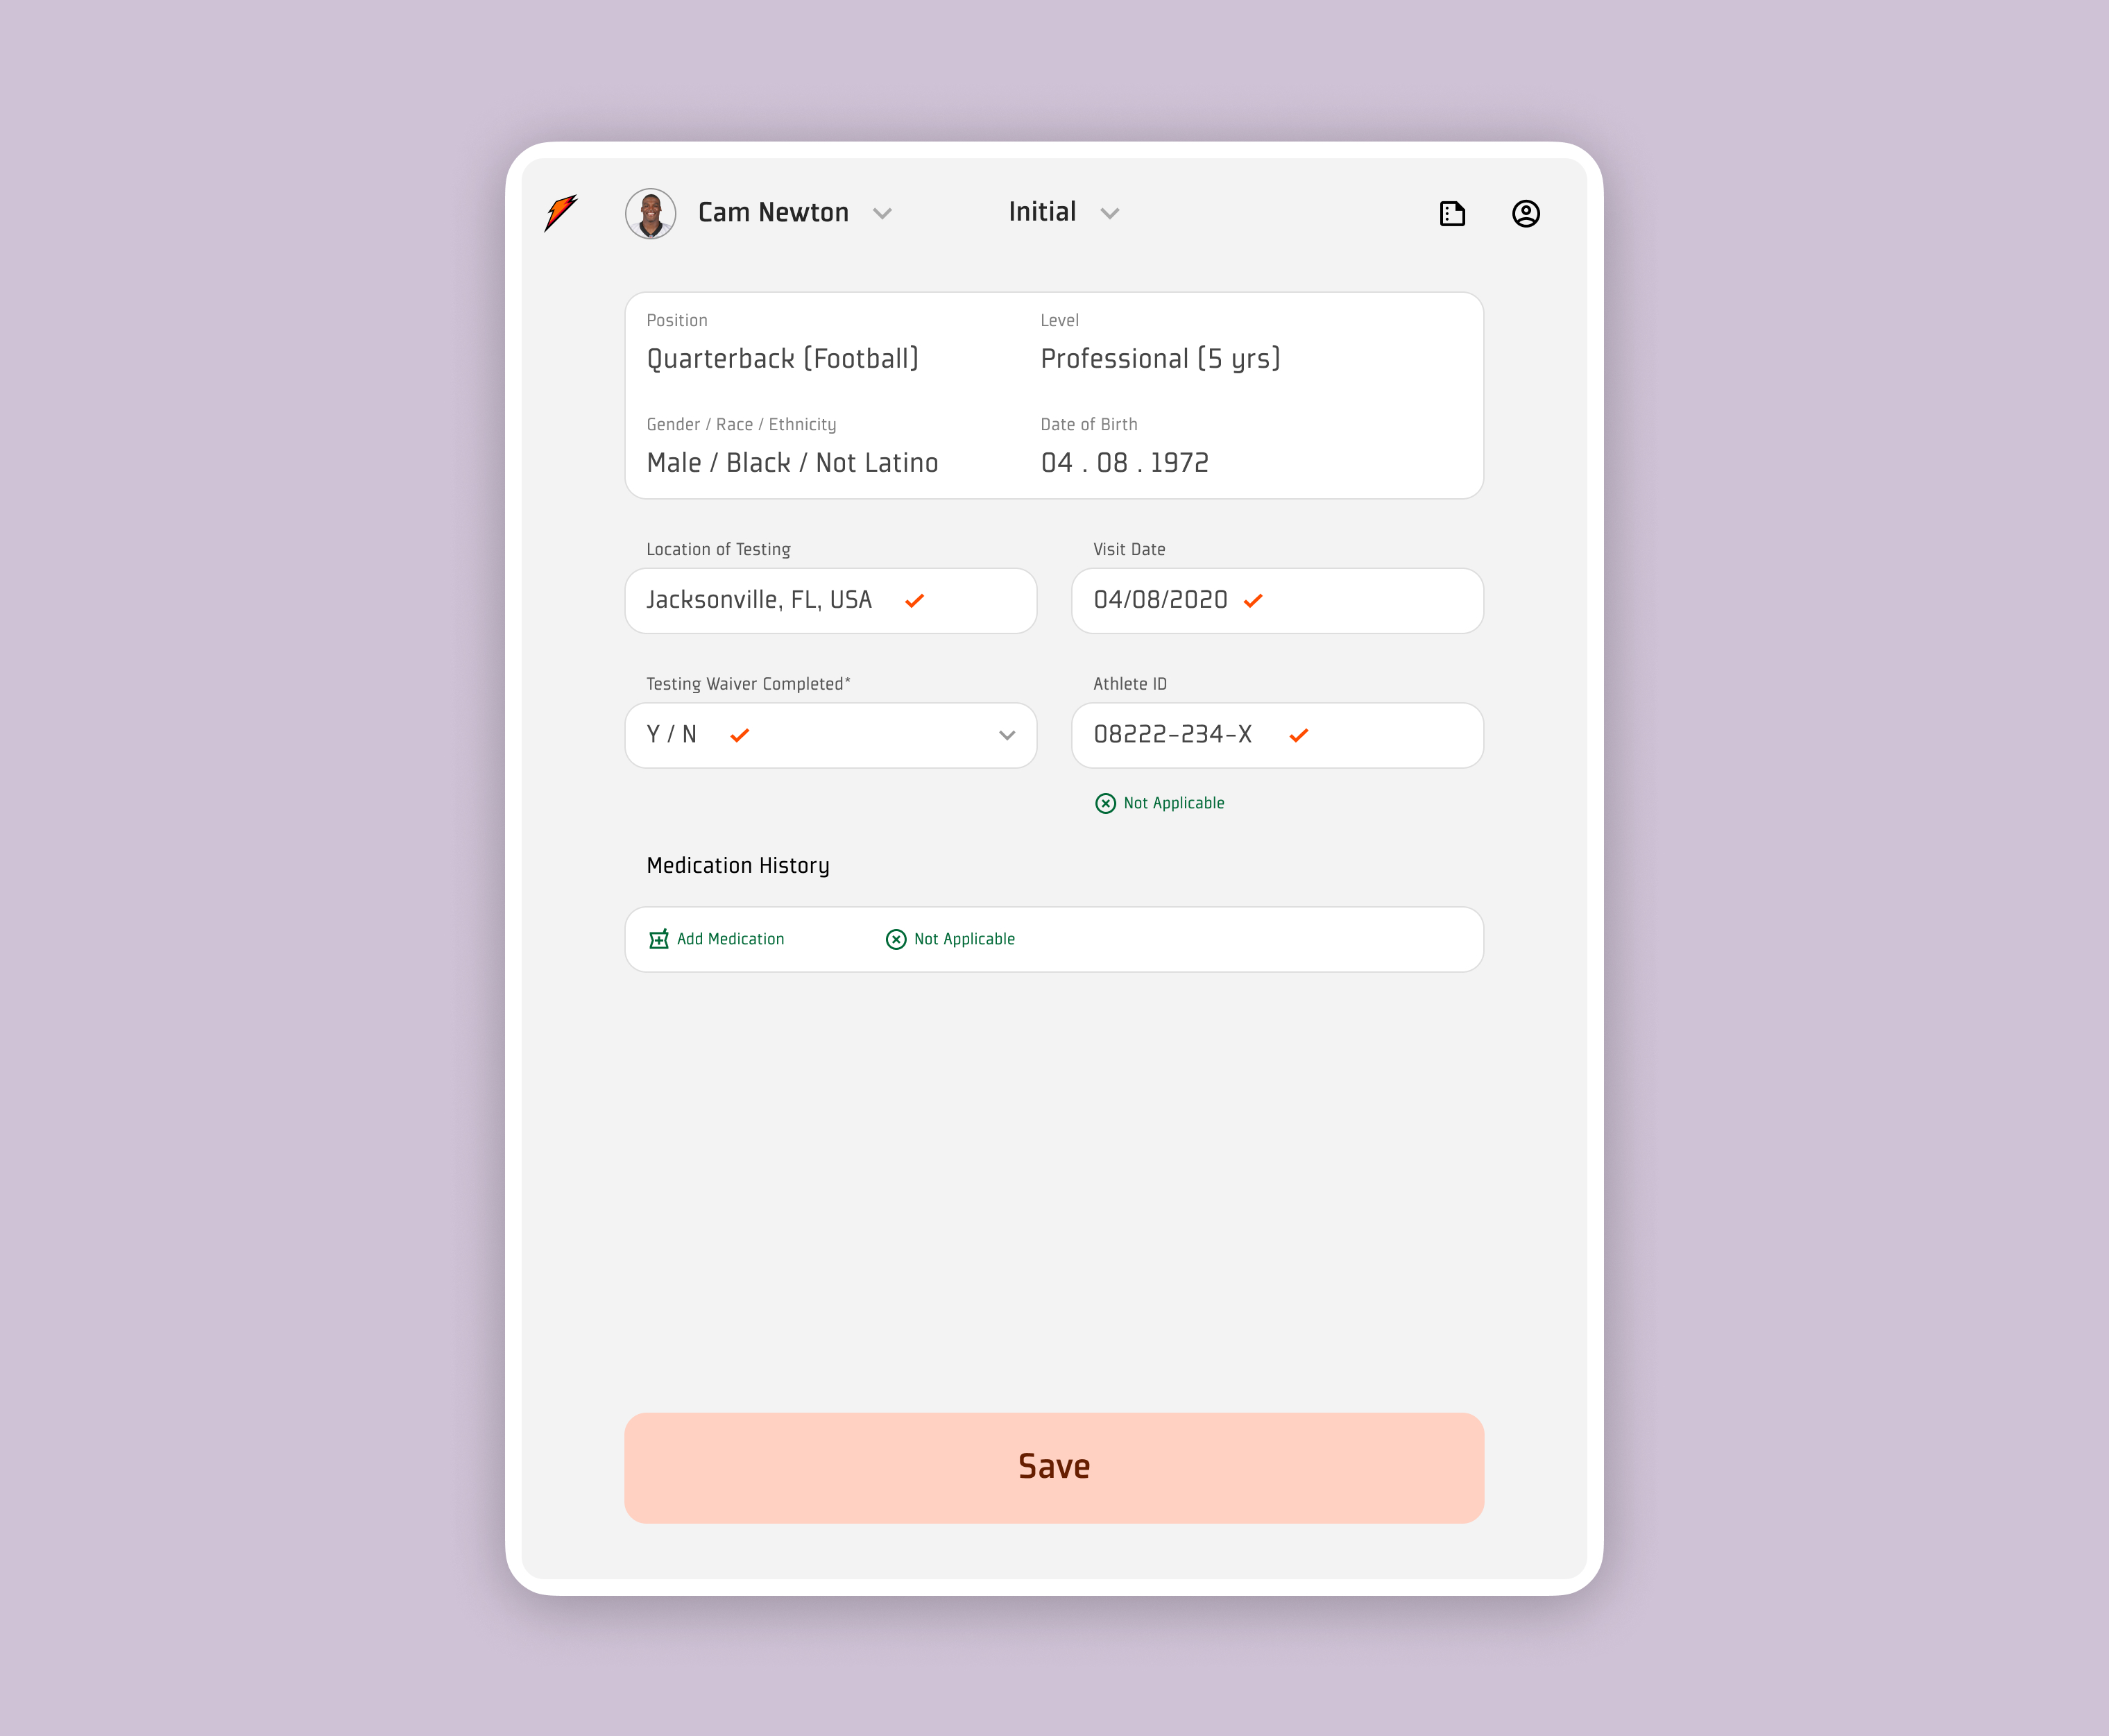 Cam Newton
Initial
Position
Level
Quarterback (Football)
Professional (5 yrs)
Gender / Race / Ethnicity
Date of Birth
Male / Black / Not Latino
04 . 08 . 1972
Location of Testing
Visit Date
Jacksonville, FL, USA
04/08/2020
Testing Waiver Completed*
Athlete ID
Y / N
08222-234-X
Not Applicable
Medication History
Add Medication
Not Applicable
Save